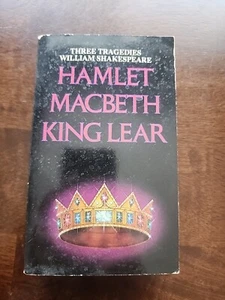 THREE TRAGEDIES
WILLIAM SHAKESPEARE
HAMLET
MACBETH
KING LEAR